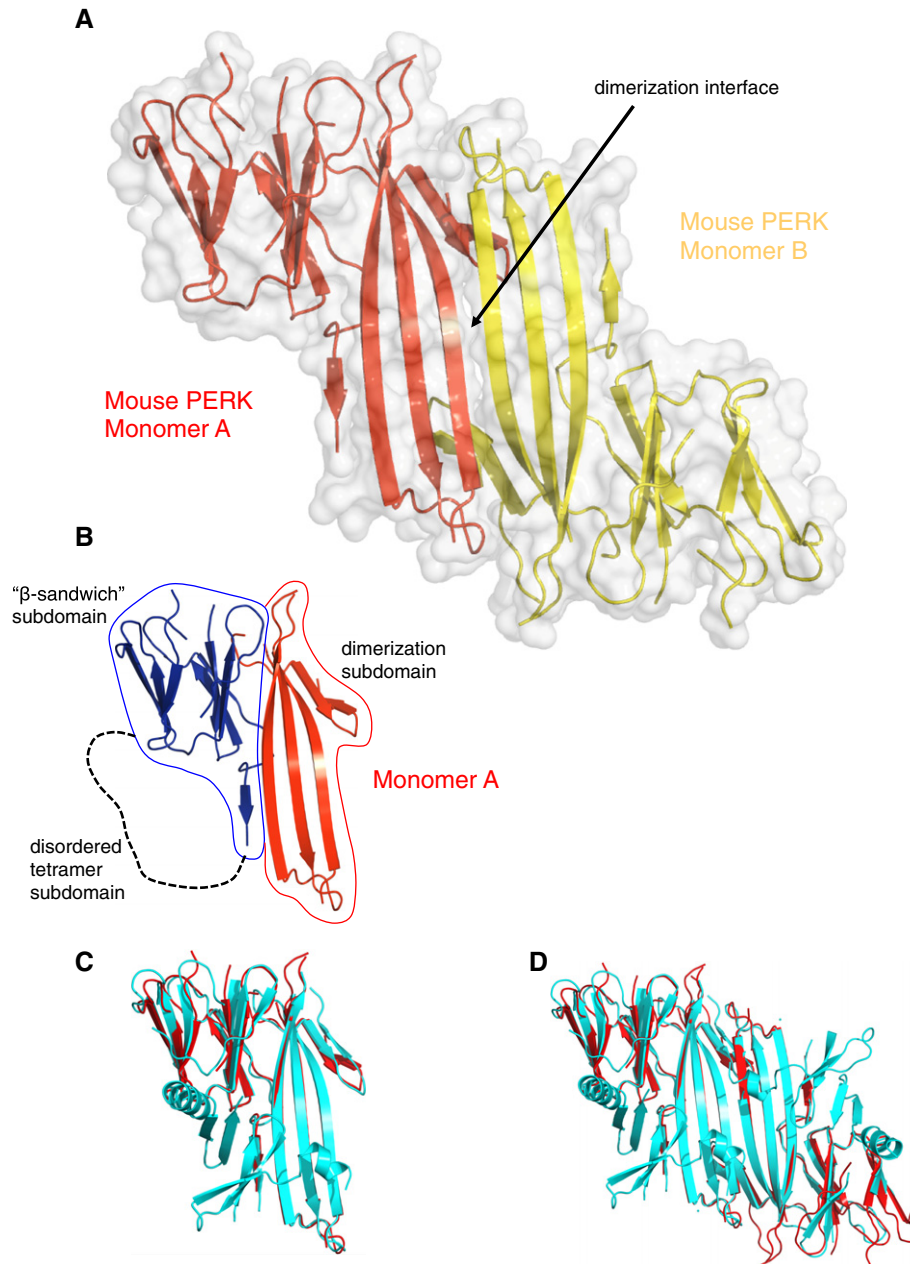 A
dimerization interface
Mouse PERK
Monomer B
Mouse PERK
Monomer A
B
“β-sandwich”
subdomain
dimerization
subdomain
Monomer A
disordered
tetramer
subdomain
C
D